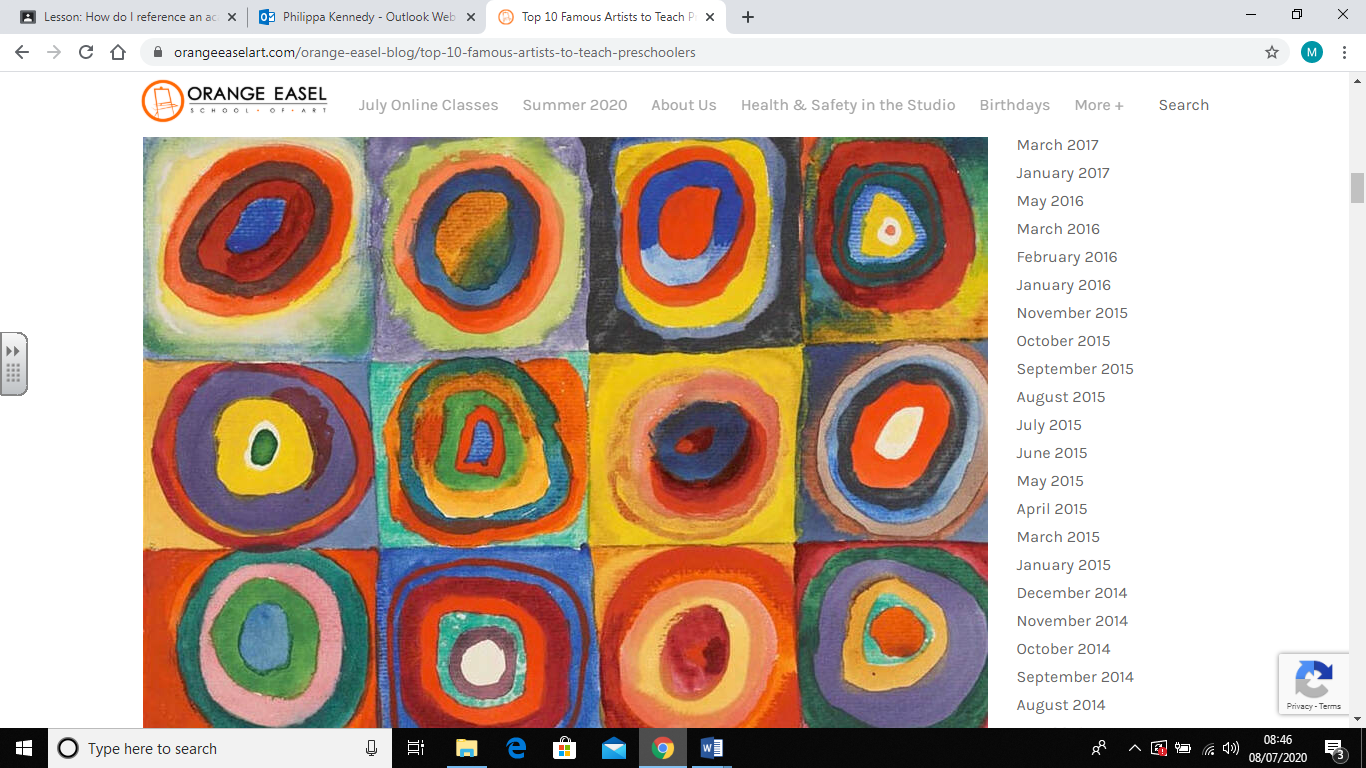 Lesson: How do I reference an ac
Philippa Kennedy - Outlook Web
Top 10 Famous Artists to Teach P
orangeeaselart.com/orange-easel-blog/top-10-famous-artists-to-teach-preschoolers
M
ORANGE EASEL
SCHOOL · OF · ART
July Online Classes
Summer 2020
About Us
Health & Safety in the Studio
Birthdays
More +
Search
March 2017
January 2017
May 2016
March 2016
February 2016
January 2016
November 2015
October 2015
September 2015
August 2015
July 2015
June 2015
May 2015
April 2015
March 2015
January 2015
December 2014
November 2014
October 2014
September 2014
August 2014
Privacy - Terms
Type here to search
08:46
08/07/2020
3